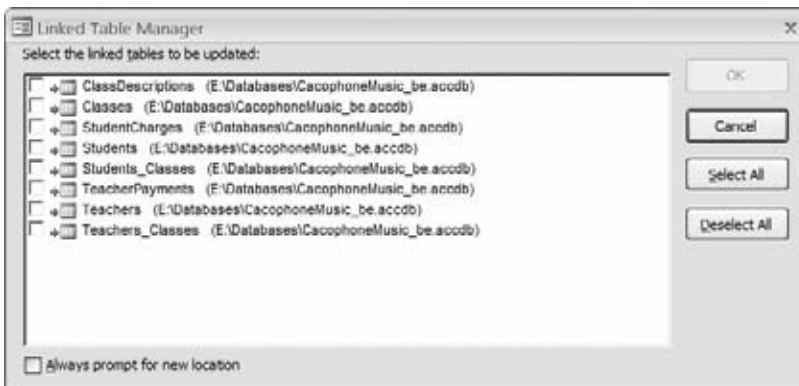 Linked Table Manager
Select the linked tables to be updated:
ClassDescriptions (E:\Databases\CacophoneMusic_be.accdb)
Classes (E:\Databases\CacophoneMusic_be.accdb)
StudentCharges (E:\Databases\CacophoneMusic_be.accdb)
Students (E:\Databases\CacophoneMusic_be.accdb)
Students_Classes (E:\Databases\CacophoneMusic_be.accdb)
TeacherPayments (E:\Databases\CacophoneMusic_be.accdb)
Teachers (E:\Databases\CacophoneMusic_be.accdb)
Teachers_Classes (E:\Databases\CacophoneMusic_be.accdb)
OK
Cancel
Select All
Deselect All
Always prompt for new location